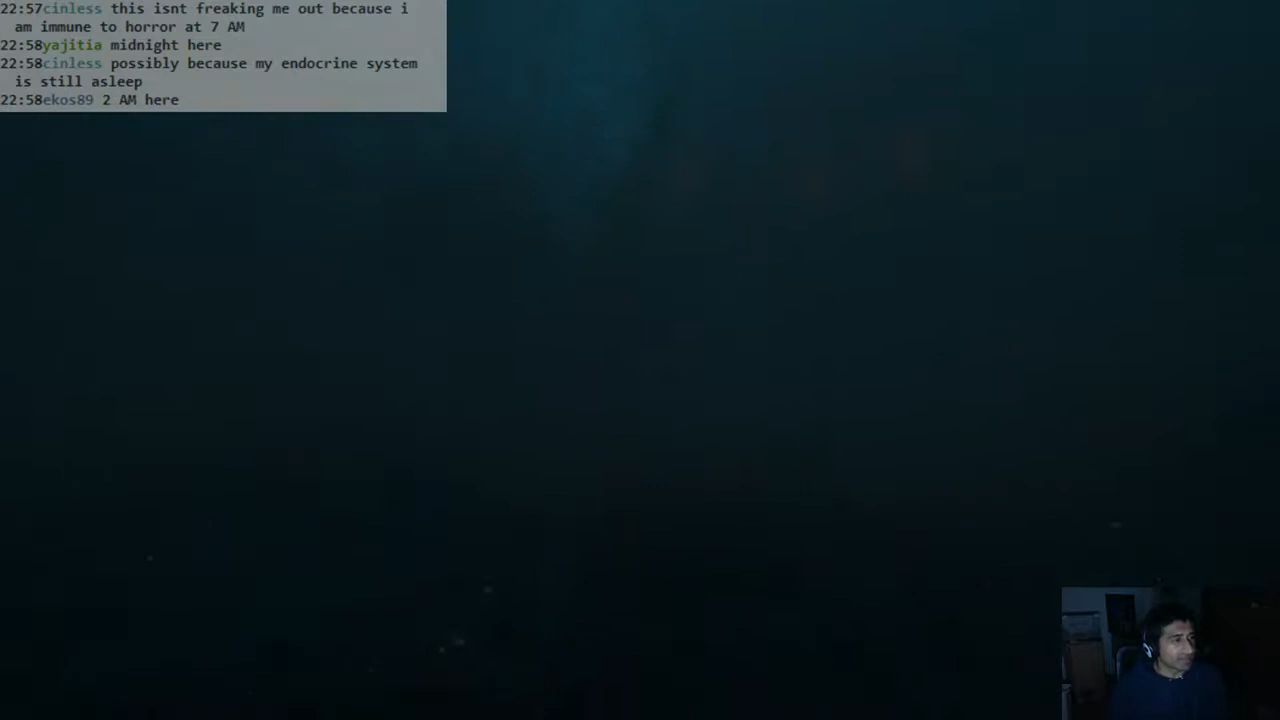 22:57cinless this isnt freaking me out because i
am immune to horror at 7 AM
22:58yajitia midnight here
22:58cinless possibly because my endocrine system
is still asleep
22:58ekos89 2 AM here